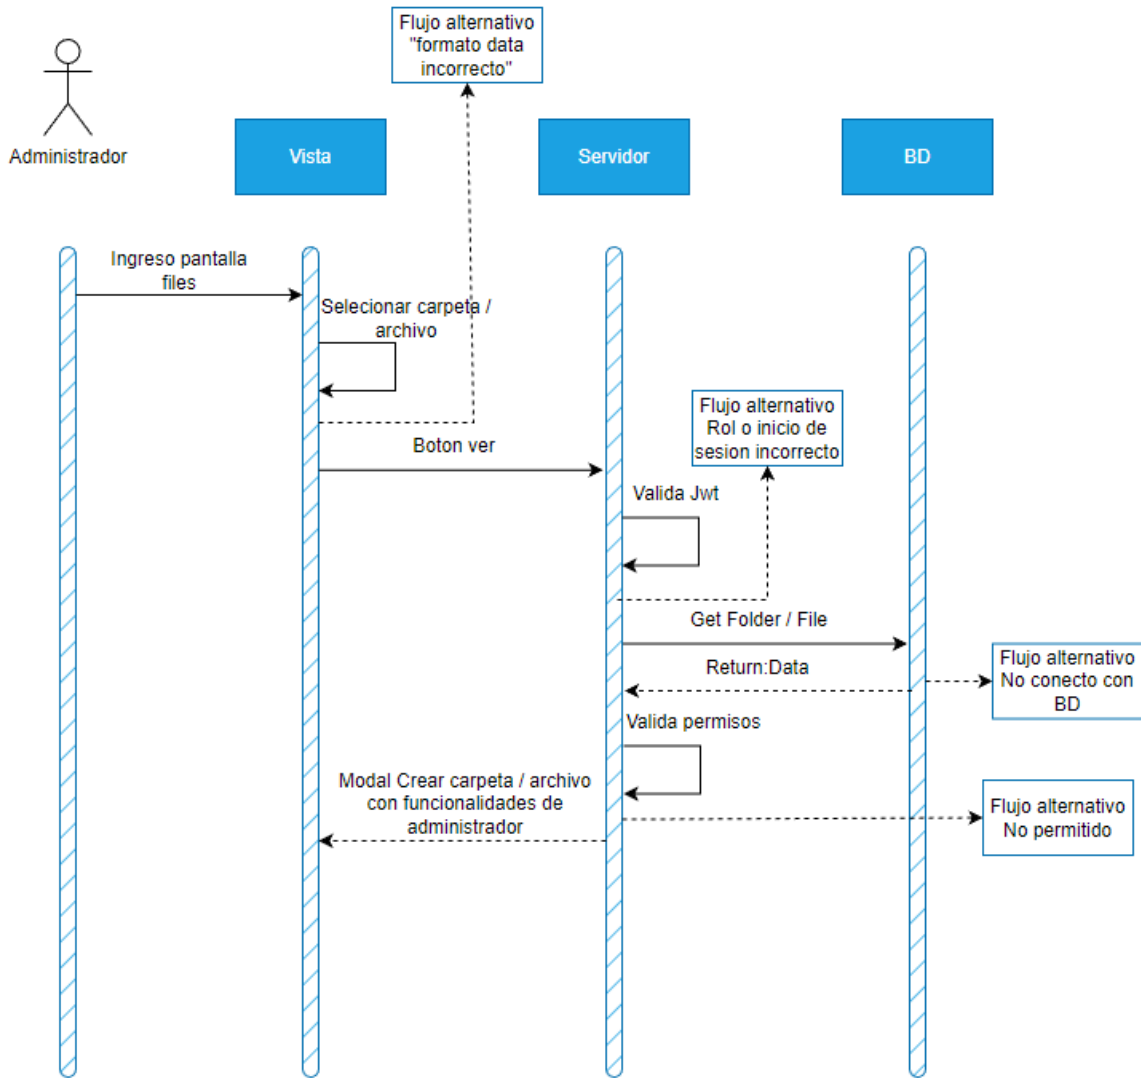 Flujo alternativo
"formato data
incorrecto"
Administrador
Vista
Servidor
BD
Ingreso pantalla
files
Selecionar carpeta /
archivo
Flujo alternativo
Rol o inicio de
sesion incorrecto
Boton ver
Valida Jwt
Get Folder / File
Flujo alternativo
No conecto con
BD
Return:Data
Valida permisos
Modal Crear carpeta / archivo
con funcionalidades de
administrador
Flujo alternativo
No permitido